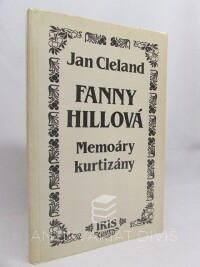 Jan Cleland
FANNY
HILLOVÁ
Memoáry
kurtizány
IRIS